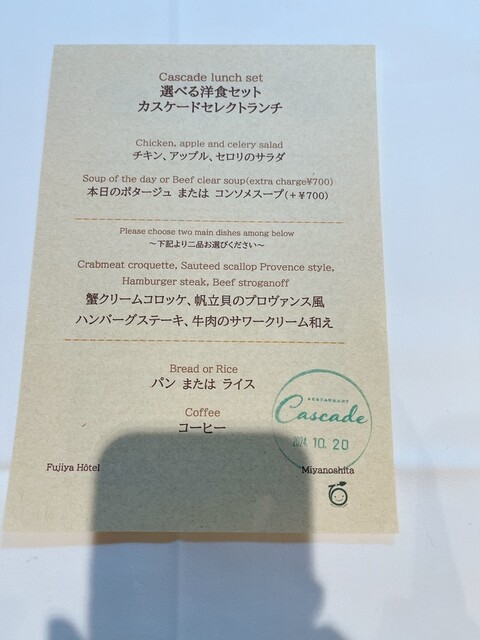 Cascade lunch set
選べる洋食セット
カスケードセレクトランチ
Chicken, apple and celery salad
チキン、アップル、セロリのサラダ
Soup of the day or Beef clear soup(extra charge¥700)
本日のポタージュ または コンソメスープ(+¥700)
Please choose two main dishes among below
～下記より二品お選びください～
Crabmeat croquette, Sauteed scallop Provence style,
Hamburger steak, Beef stroganoff
蟹クリームコロッケ、帆立貝のプロヴァンス風
ハンバーグステーキ、牛肉のサワークリーム和え
Bread or Rice
パン または ライス
Coffee
コーヒー
RESTAURANT
Cascade
2024. 10. 20
Fujiya Hôtel
Miyanoshita